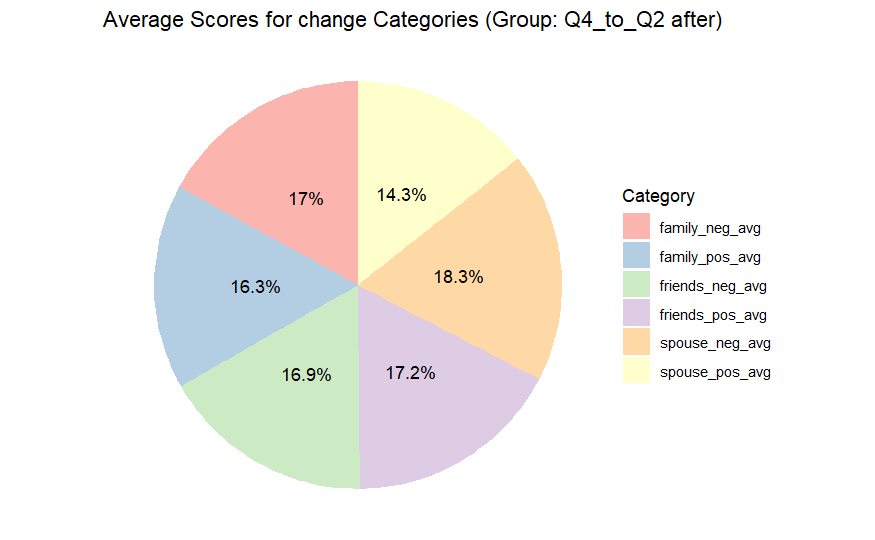 Average Scores for change Categories (Group: Q4_to_Q2 after)
17%
14.3%
16.3%
18.3%
16.9%
17.2%
Category
family_neg_avg
family_pos_avg
friends_neg_avg
friends_pos_avg
spouse_neg_avg
spouse_pos_avg